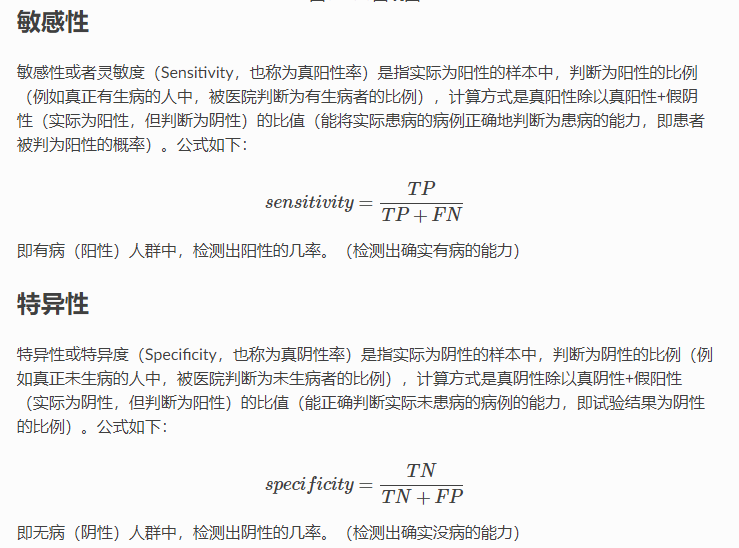 敏感性
敏感性或者灵敏度（Sensitivity，也称为真阳性率）是指实际为阳性的样本中，判断为阳性的比例
（例如真正有生病的人中，被医院判断为有生病者的比例），计算方式是真阳性除以真阳性+假阴
性（实际为阳性，但判断为阴性）的比值（能将实际患病的病例正确地判断为患病的能力，即患者
被判为阳性的概率）。公式如下：
sensitivity = TP / (TP + FN)
即有病（阳性）人群中，检测出阳性的几率。（检测出确实有病的能力）
特异性
特异性或特异度（Specificity，也称为真阴性率）是指实际为阴性的样本中，判断为阴性的比例（例
如真正未生病的人中，被医院判断为未生病者的比例），计算方式是真阴性除以真阴性+假阳性
（实际为阴性，但判断为阳性）的比值（能正确判断实际未患病的病例的能力，即试验结果为阴性
的比例）。公式如下：
specificity = TN / (TN + FP)
即无病（阴性）人群中，检测出阴性的几率。（检测出确实没病的能力）